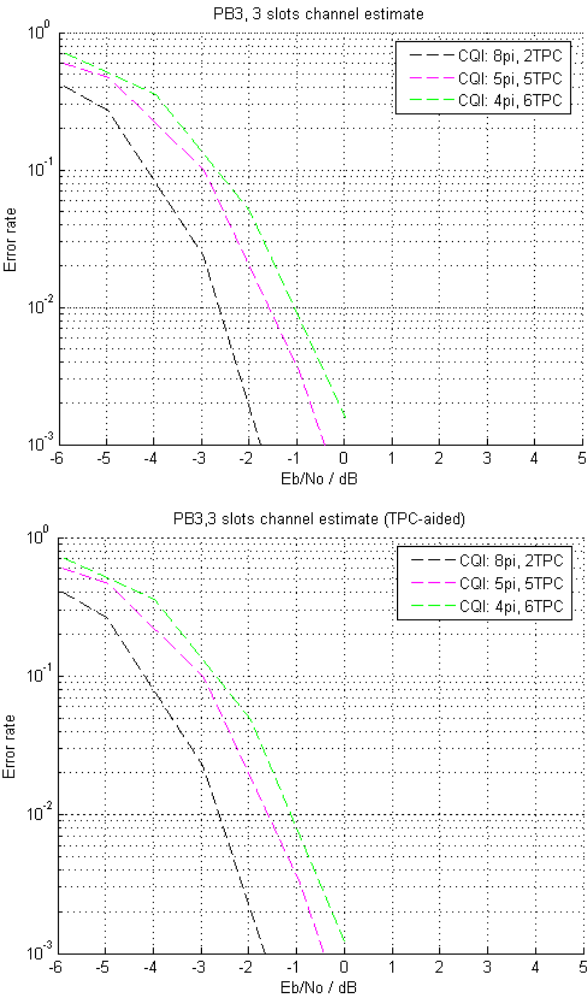 PB3, 3 slots channel estimate
10^0
CQI: 8pi, 2TPC
CQI: 5pi, 5TPC
CQI: 4pi, 6TPC
10^-1
Error rate
10^-2
10^-3
-6 -5 -4 -3 -2 -1 0 1 2 3 4 5
Eb/No / dB
PB3,3 slots channel estimate (TPC-aided)
10^0
CQI: 8pi, 2TPC
CQI: 5pi, 5TPC
CQI: 4pi, 6TPC
10^-1
Error rate
10^-2
10^-3
-6 -5 -4 -3 -2 -1 0 1 2 3 4 5
Eb/No / dB